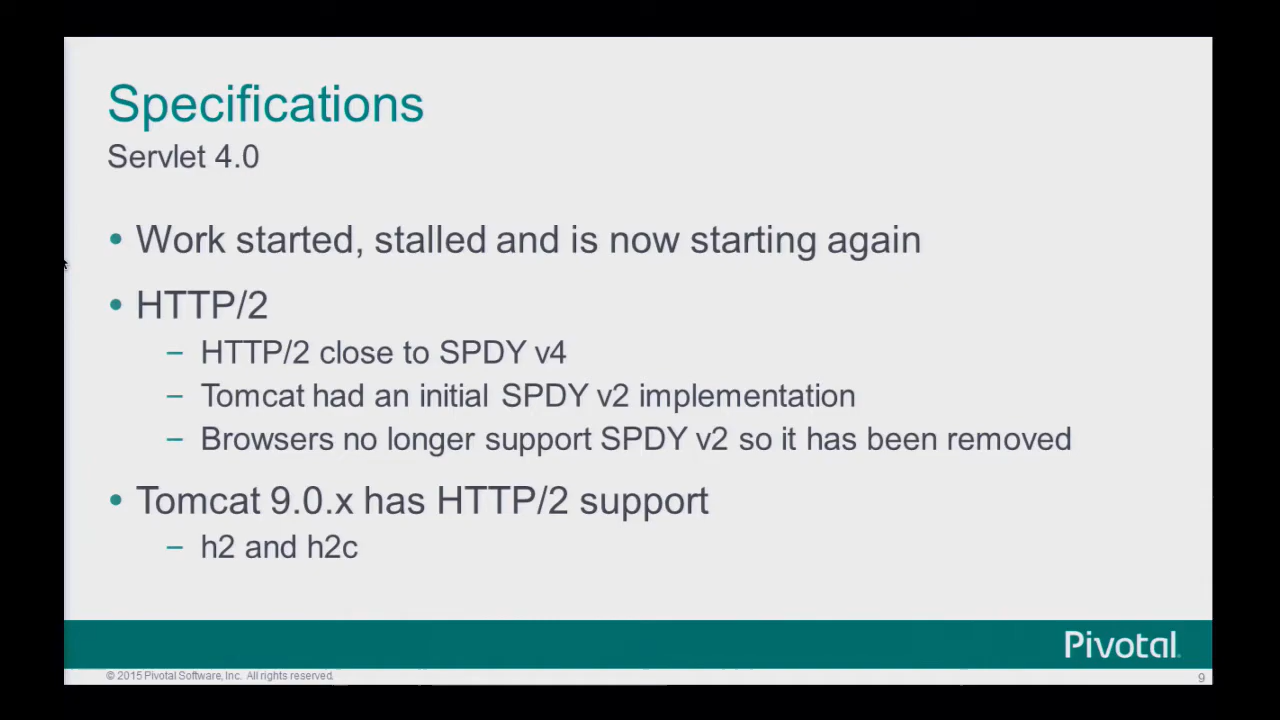 Specifications
Servlet 4.0
• Work started, stalled and is now starting again
• HTTP/2
– HTTP/2 close to SPDY v4
– Tomcat had an initial SPDY v2 implementation
– Browsers no longer support SPDY v2 so it has been removed
• Tomcat 9.0.x has HTTP/2 support
– h2 and h2c
Pivotal
© 2015 Pivotal Software, Inc. All rights reserved.
9